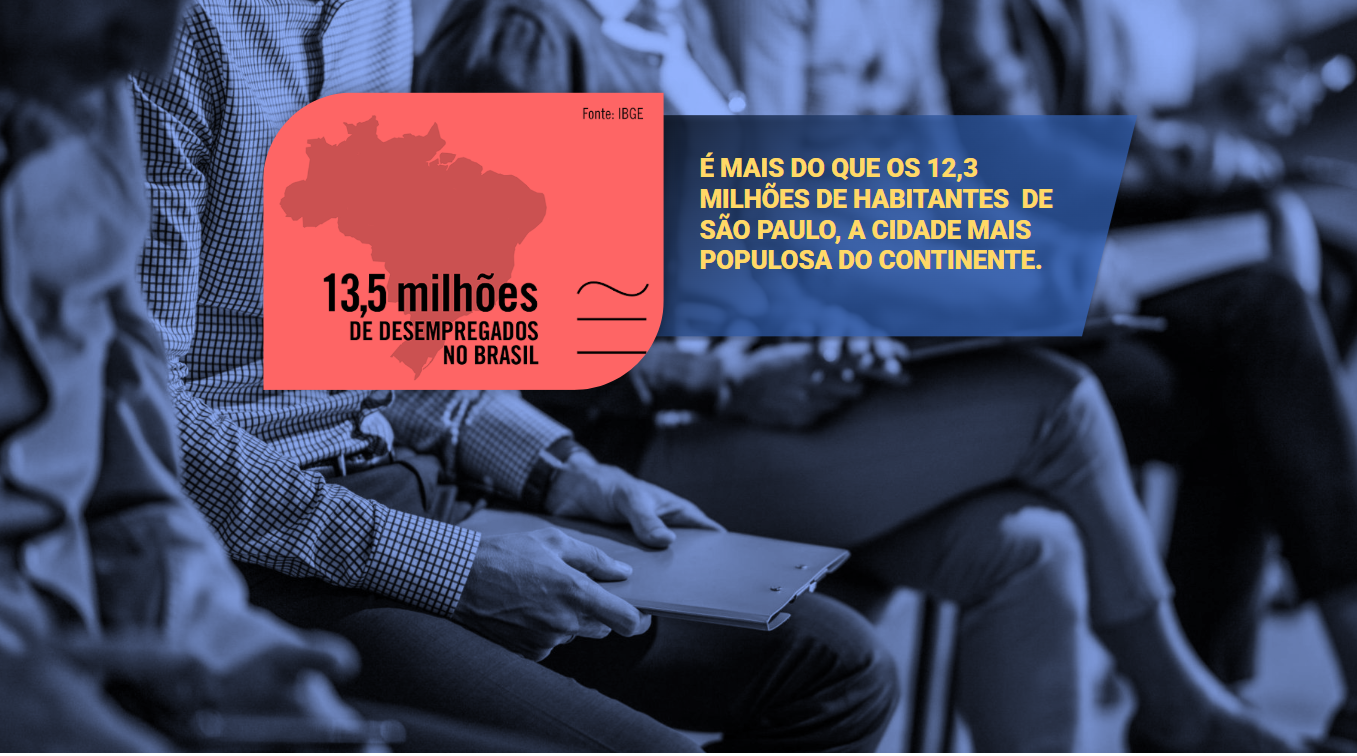 Fonte: IBGE
13,5 milhões
DE DESEMPREGADOS
NO BRASIL
É MAIS DO QUE OS 12,3
MILHÕES DE HABITANTES DE
SÃO PAULO, A CIDADE MAIS
POPULOSA DO CONTINENTE.